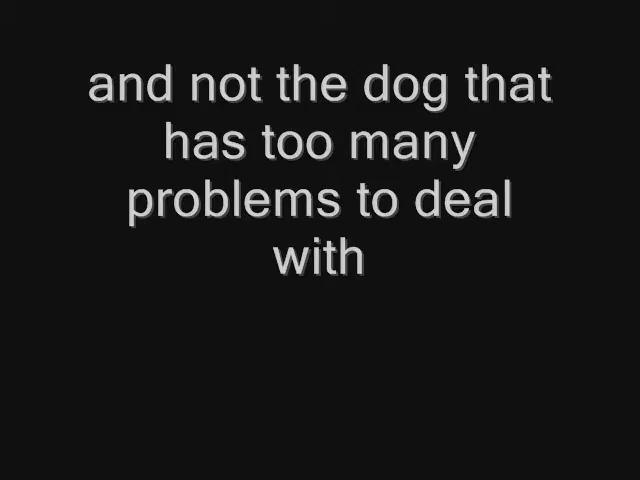 and not the dog that
has too many
problems to deal
with